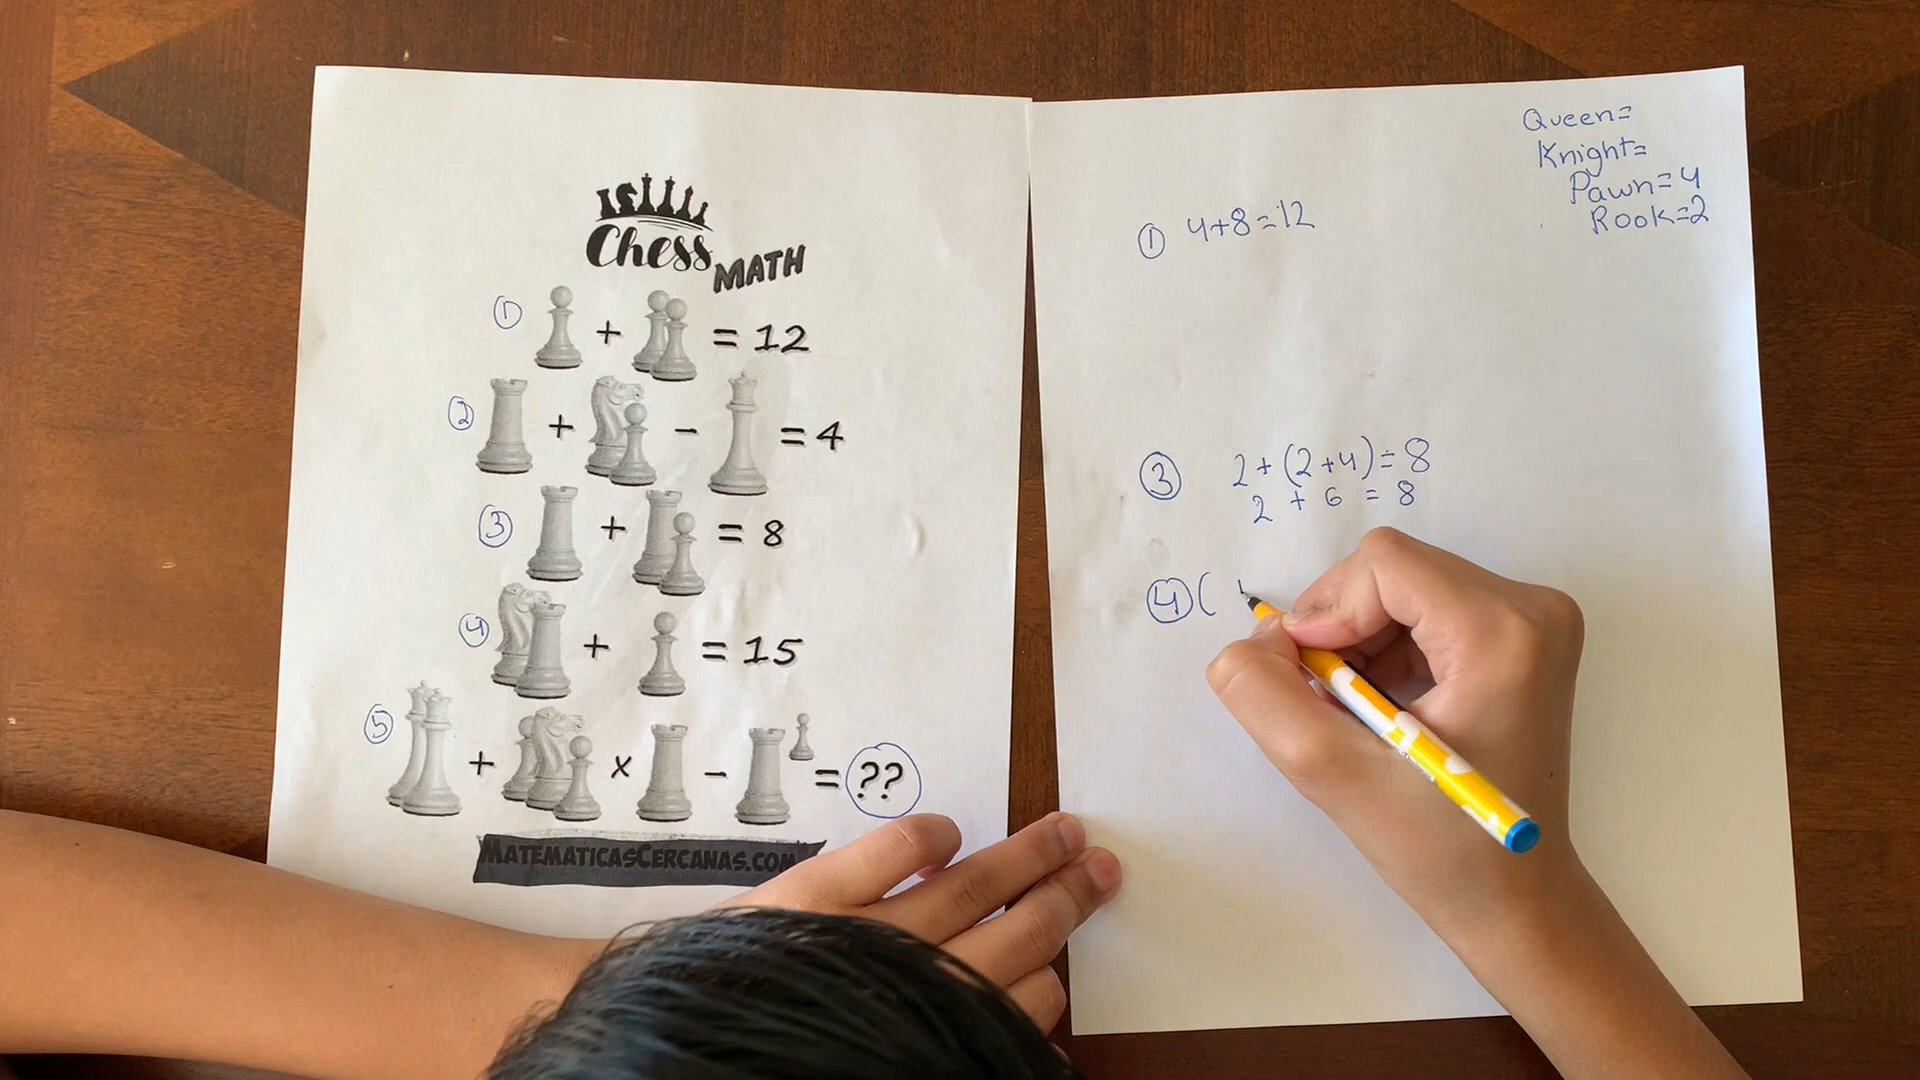 Chess MATH
① + = 12
② + - = 4
③ + = 8
④ + = 15
⑤ + x - = ??
MATEMATICASCERCANAS.COM
Queen=
Knight=
Pawn=4
Rook=2
① 4+8=12
③ 2+(2+4)=8
2 + 6 = 8
④ (